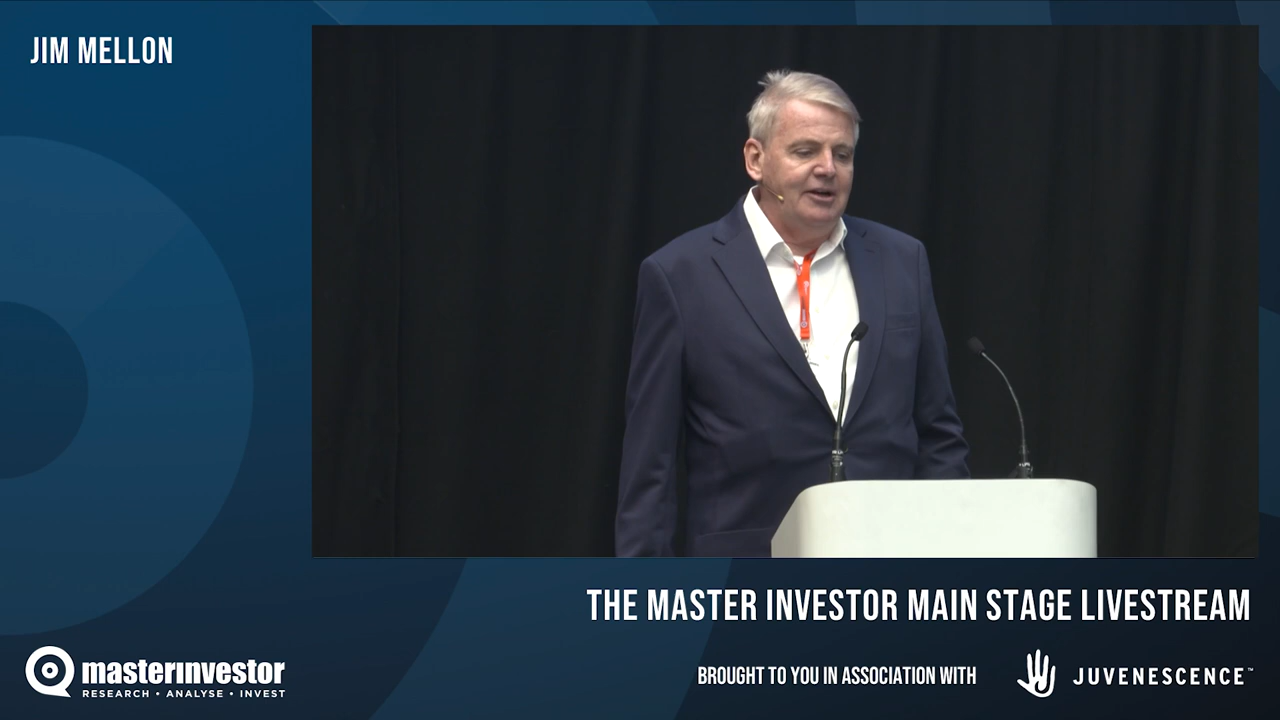 JIM MELLON
THE MASTER INVESTOR MAIN STAGE LIVESTREAM
masterinvestor
RESEARCH • ANALYSE • INVEST
BROUGHT TO YOU IN ASSOCIATION WITH
JUVENESCENCE™